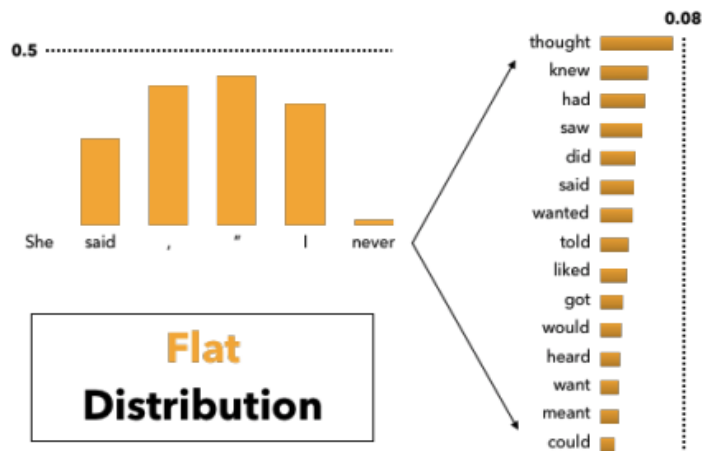 0.5
She said , " I never
Flat
Distribution
0.08
thought
knew
had
saw
did
said
wanted
told
liked
got
would
heard
want
meant
could